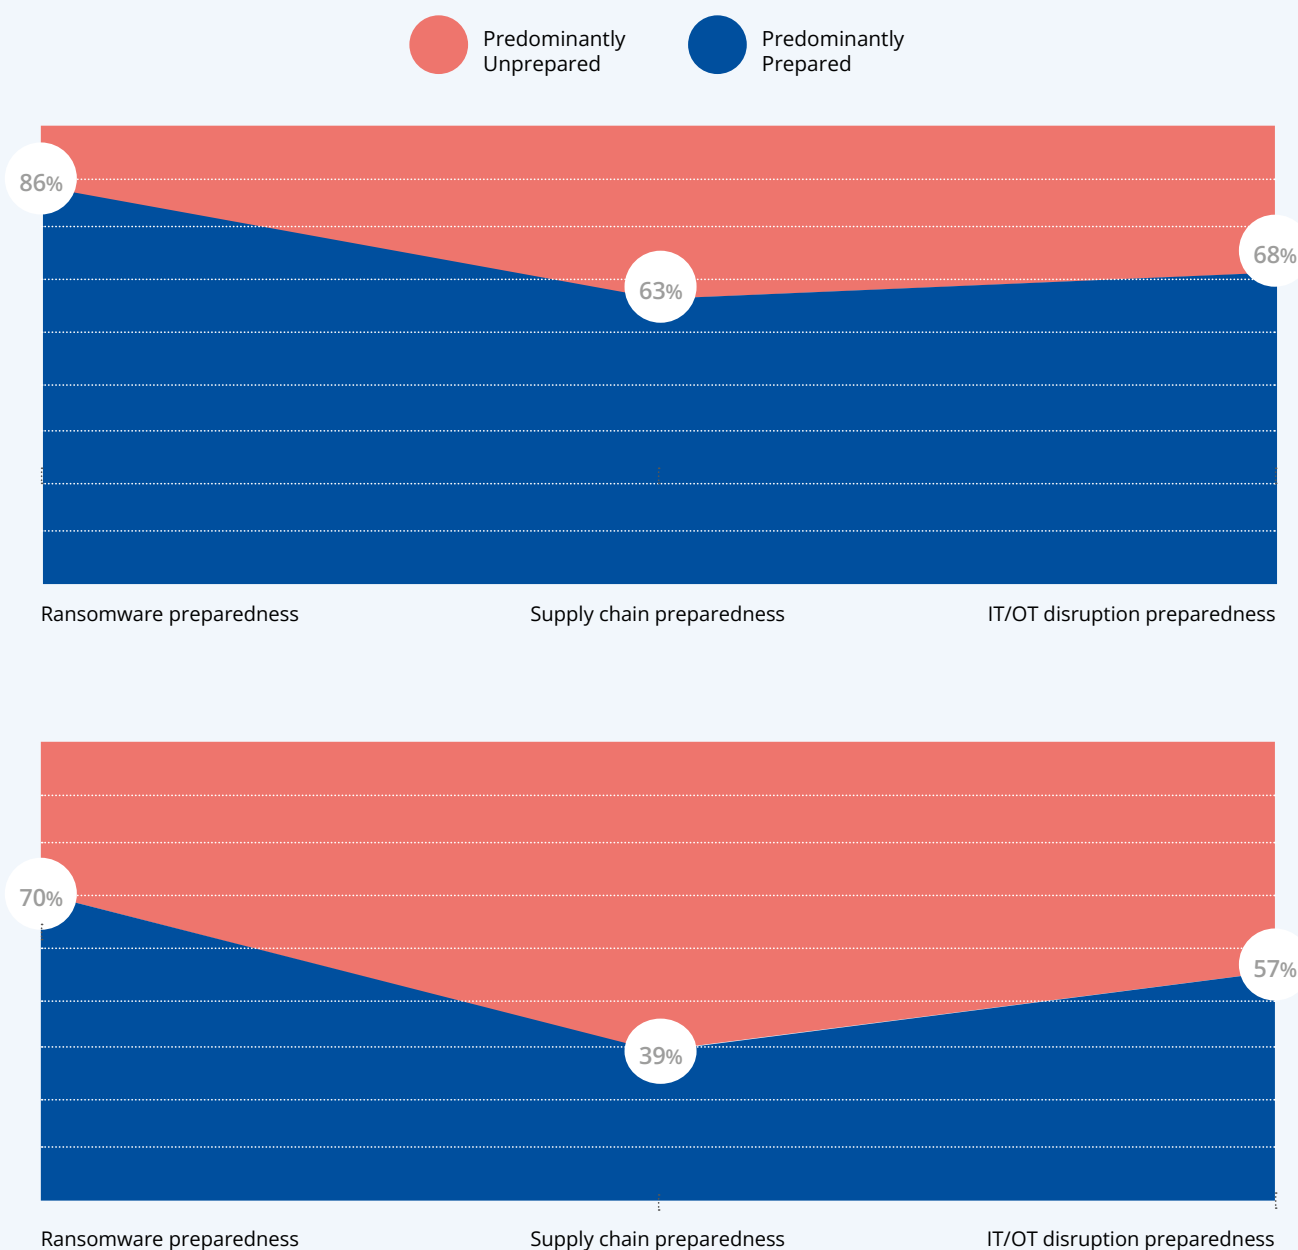 Predominantly
Unprepared
Predominantly
Prepared
86%
63%
68%
Ransomware preparedness
Supply chain preparedness
IT/OT disruption preparedness
70%
39%
57%
Ransomware preparedness
Supply chain preparedness
IT/OT disruption preparedness